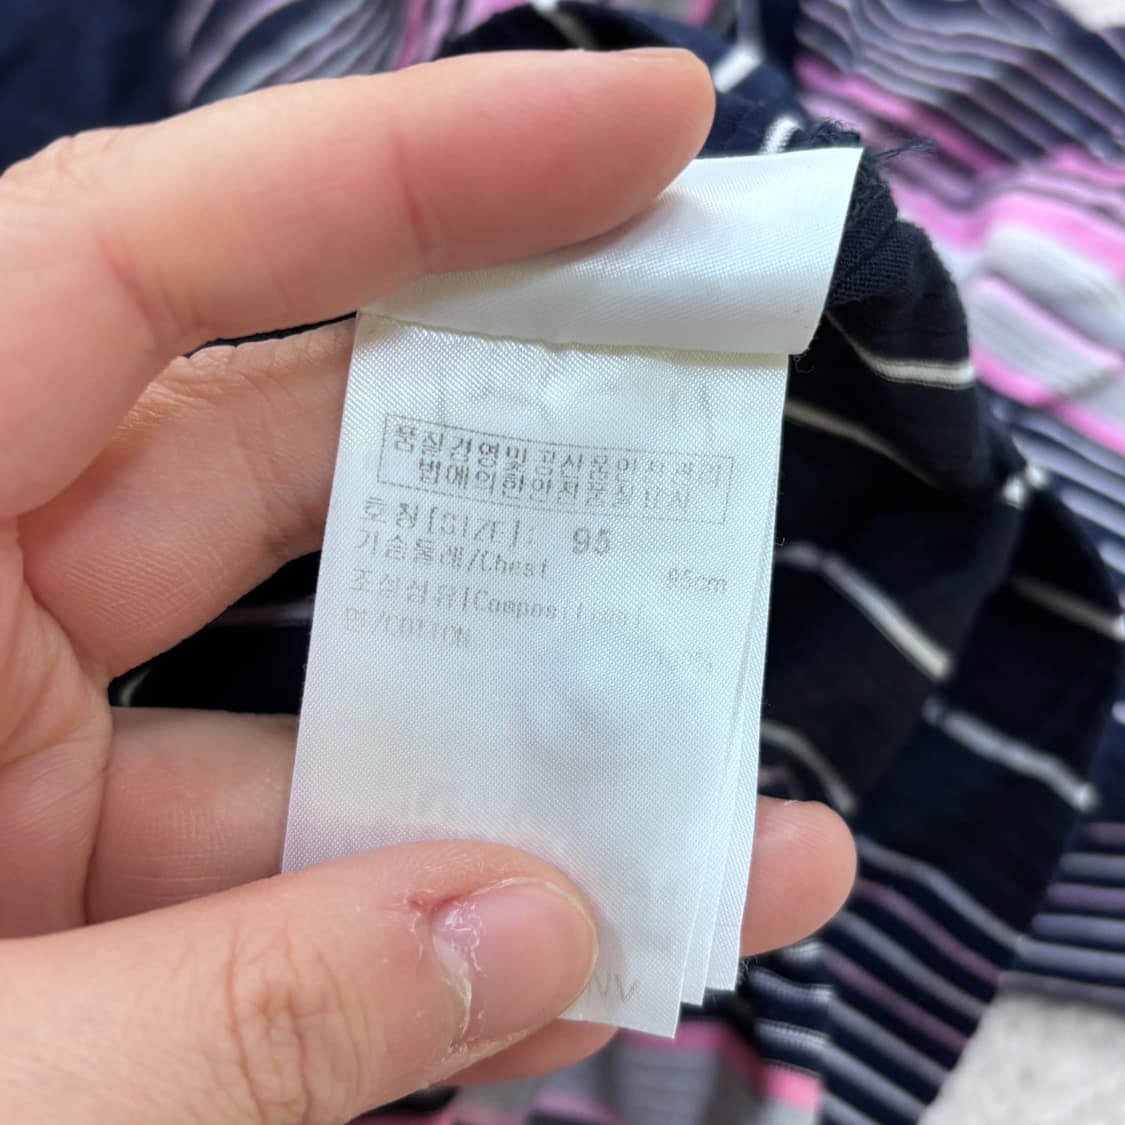 품질경영및공산품안전관리
법에의한안전품질표시
호칭[SIZE]: 95
가슴둘레/Chest 95cm
조성섬유[Composition]
면/COTTON 100%